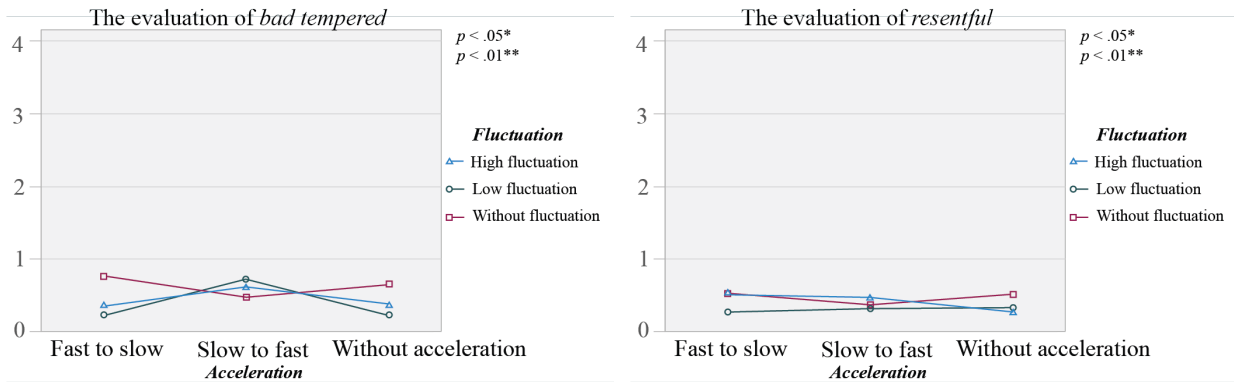 The evaluation of bad tempered
4
3
2
1
0
p < .05*
p < .01**
Fluctuation
High fluctuation
Low fluctuation
Without fluctuation
Fast to slow
Slow to fast
Without acceleration
Acceleration
The evaluation of resentful
4
3
2
1
0
p < .05*
p < .01**
Fluctuation
High fluctuation
Low fluctuation
Without fluctuation
Fast to slow
Slow to fast
Without acceleration
Acceleration